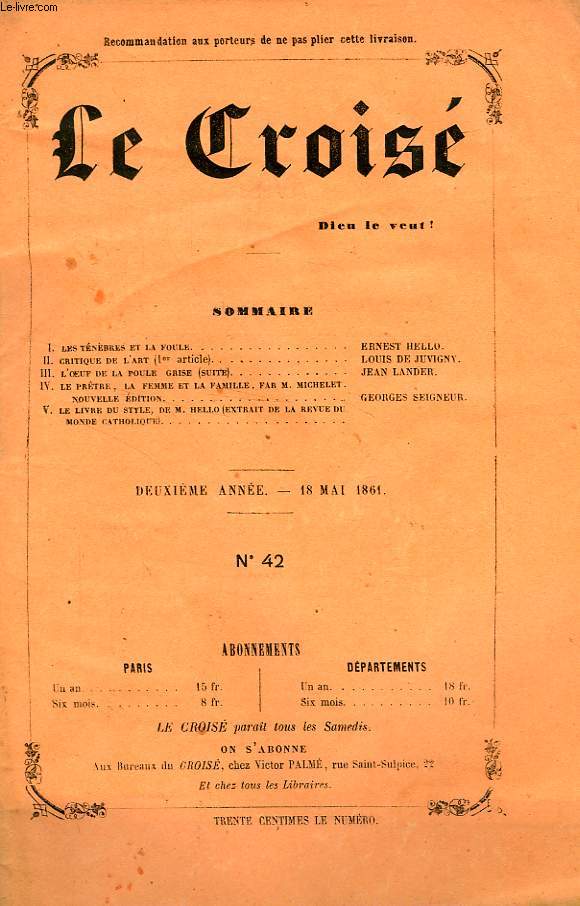 Le-livre.com
Recommandation aux porteurs de ne pas plier cette livraison.
Le Croisé
Dieu le veut!
SOMMAIRE
I. LES TÉNÈBRES ET LA FOULE. ERNEST HELLO.
II. CRITIQUE DE L'ART (1er article). LOUIS DE JUVIGNY.
III. L'ŒUF DE LA POULE GRISE (SUITE). JEAN LANDER.
IV. LE PRÊTRE, LA FEMME ET LA FAMILLE, PAR M. MICHELET.
NOUVELLE ÉDITION. GEORGES SEIGNEUR.
V. LE LIVRE DU STYLE, DE M. HELLO (EXTRAIT DE LA REVUE DU
MONDE CATHOLIQUE).
DEUXIÈME ANNÉE. — 18 MAI 1861.
N° 42
ABONNEMENTS
PARIS
Un an. 15 fr.
Six mois. 8 fr.
DÉPARTEMENTS
Un an. 18 fr.
Six mois. 10 fr.
LE CROISÉ paraît tous les Samedis.
ON S'ABONNE
Aux Bureaux du CROISÉ, chez Victor PALMÉ, rue Saint-Sulpice, 22
Et chez tous les Libraires.
TRENTE CENTIMES LE NUMÉRO.